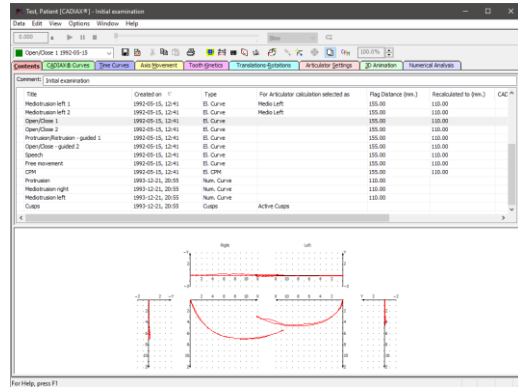 Test, Patient [CADIAX®] - Initial examination
Data Edit View Options Window Help
0.000 s Slow
Open/Close 1 1992-05-15 100.0%
Contents CADIAX® Curves Time Curves Axis Movement Tooth Kinetics Translations-Rotations Articulator Settings 3D Animation Numerical Analysis
Comment: Initial examination
Title Created on Type For Articulator calculation selected as Flag Distance (mm.) Recalculated to (mm.) CADI
Mediotrusion left 1 1992-05-15, 12:41 El. Curve Medio Left 155.00 110.00
Mediotrusion left 2 1992-05-15, 12:41 El. Curve Medio Left 155.00 110.00
Open/Close 1 1992-05-15, 12:41 El. Curve 155.00 110.00
Open/Close 2 1992-05-15, 12:41 El. Curve 155.00 110.00
Protrusion/Retrusion - guided 1 1992-05-15, 12:41 El. Curve 155.00 110.00
Open/Close - guided 2 1992-05-15, 12:41 El. Curve 155.00 110.00
Speech 1992-05-15, 12:41 El. Curve 155.00 110.00
Free movement 1992-05-15, 12:41 El. Curve 155.00 110.00
CPM 1992-05-15, 12:41 El. CPM 155.00 110.00
Protrusion 1993-12-21, 20:55 Num. Curve 110.00
Mediotrusion right 1993-12-21, 20:55 Num. Curve 110.00
Mediotrusion left 1993-12-21, 20:55 Num. Curve 110.00
Cusps 1993-12-21, 20:55 Cusps Active Cusps
Right Left
For Help, press F1